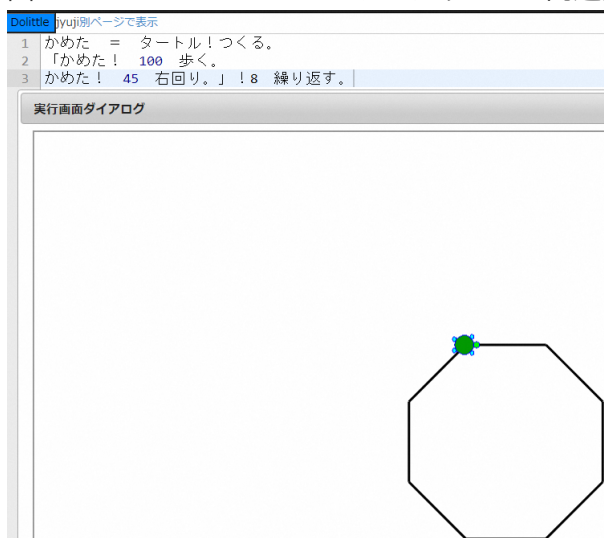 Dolittle jyuji別ページで表示
1 かめた ＝ タートル！つくる。
2 「かめた！ 100 歩く。
3 かめた！ 45 右回り。」！8 繰り返す。
実行画面ダイアログ